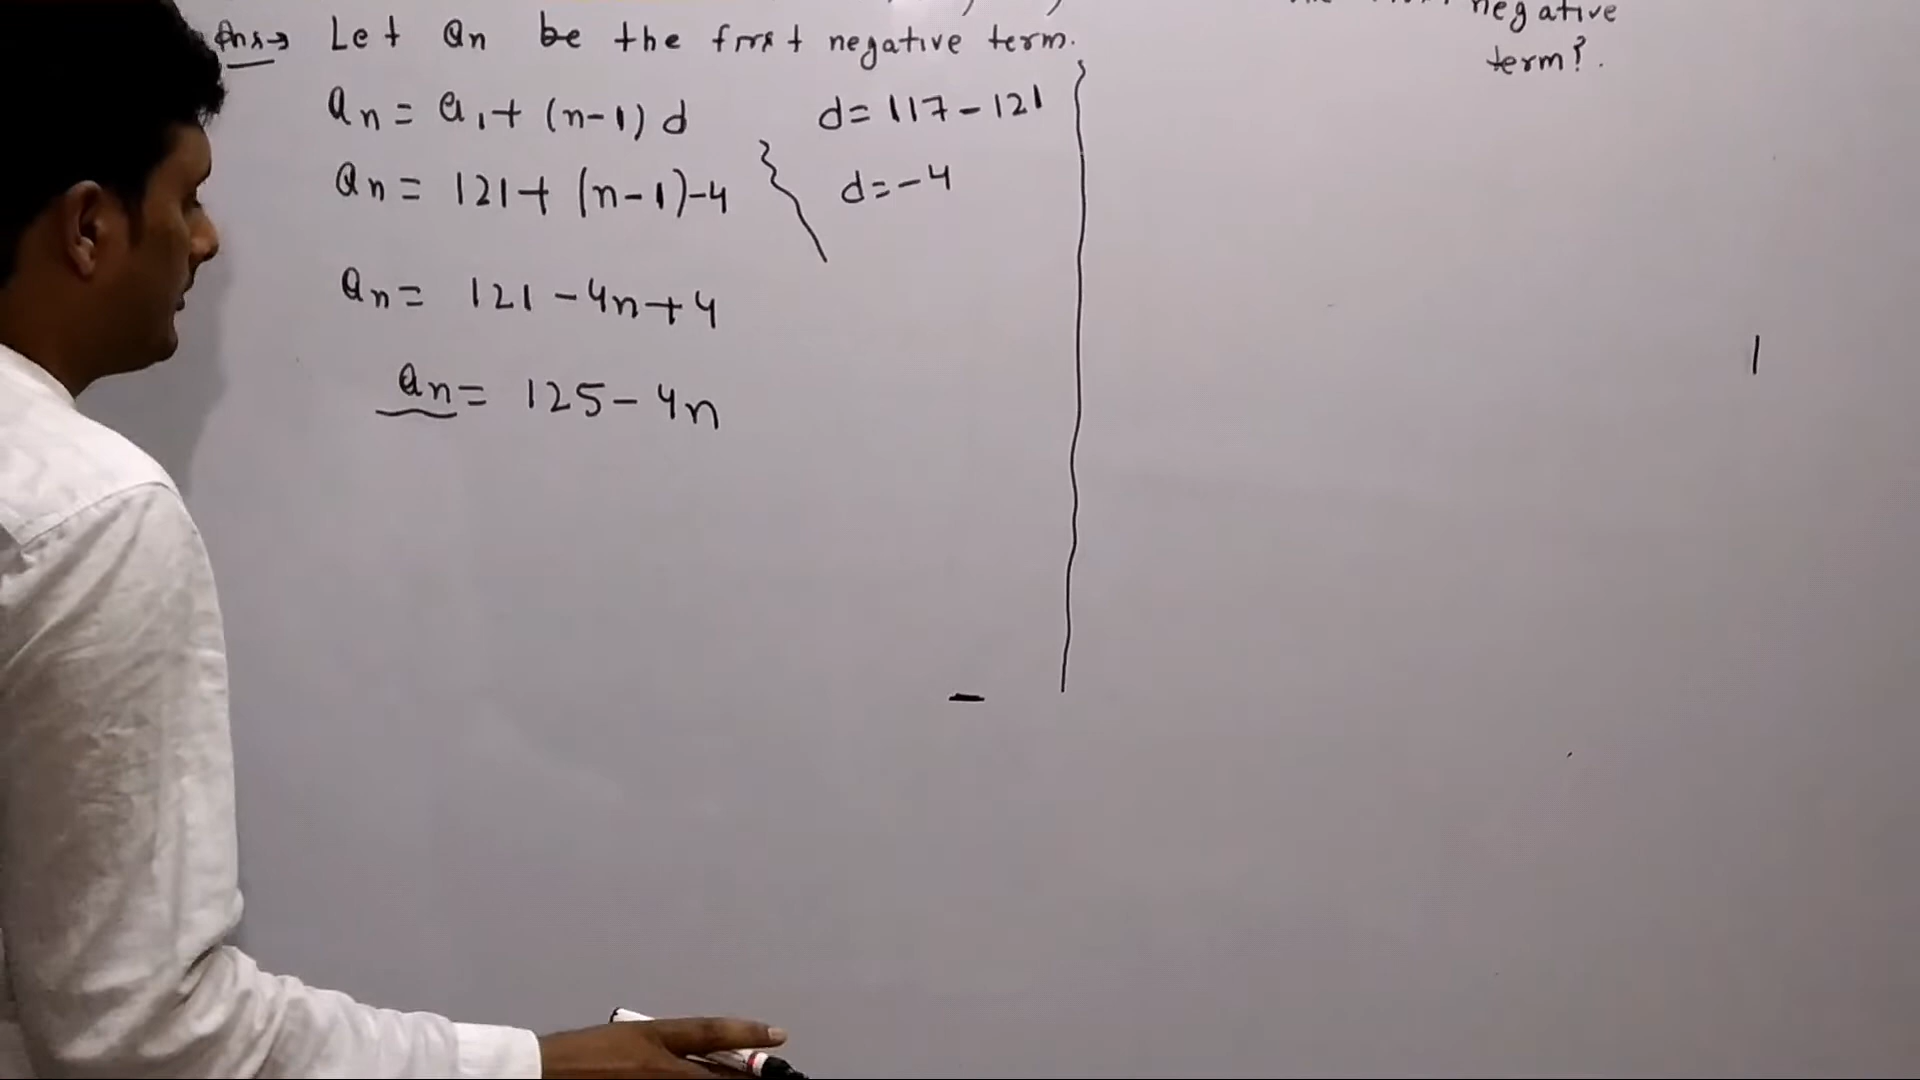 negative
term?.
Ans→ Let an be the first negative term.
an = a1 + (n-1) d
d = 117 - 121
an = 121 + (n-1)-4
d = -4
an = 121 - 4n + 4
an = 125 - 4n